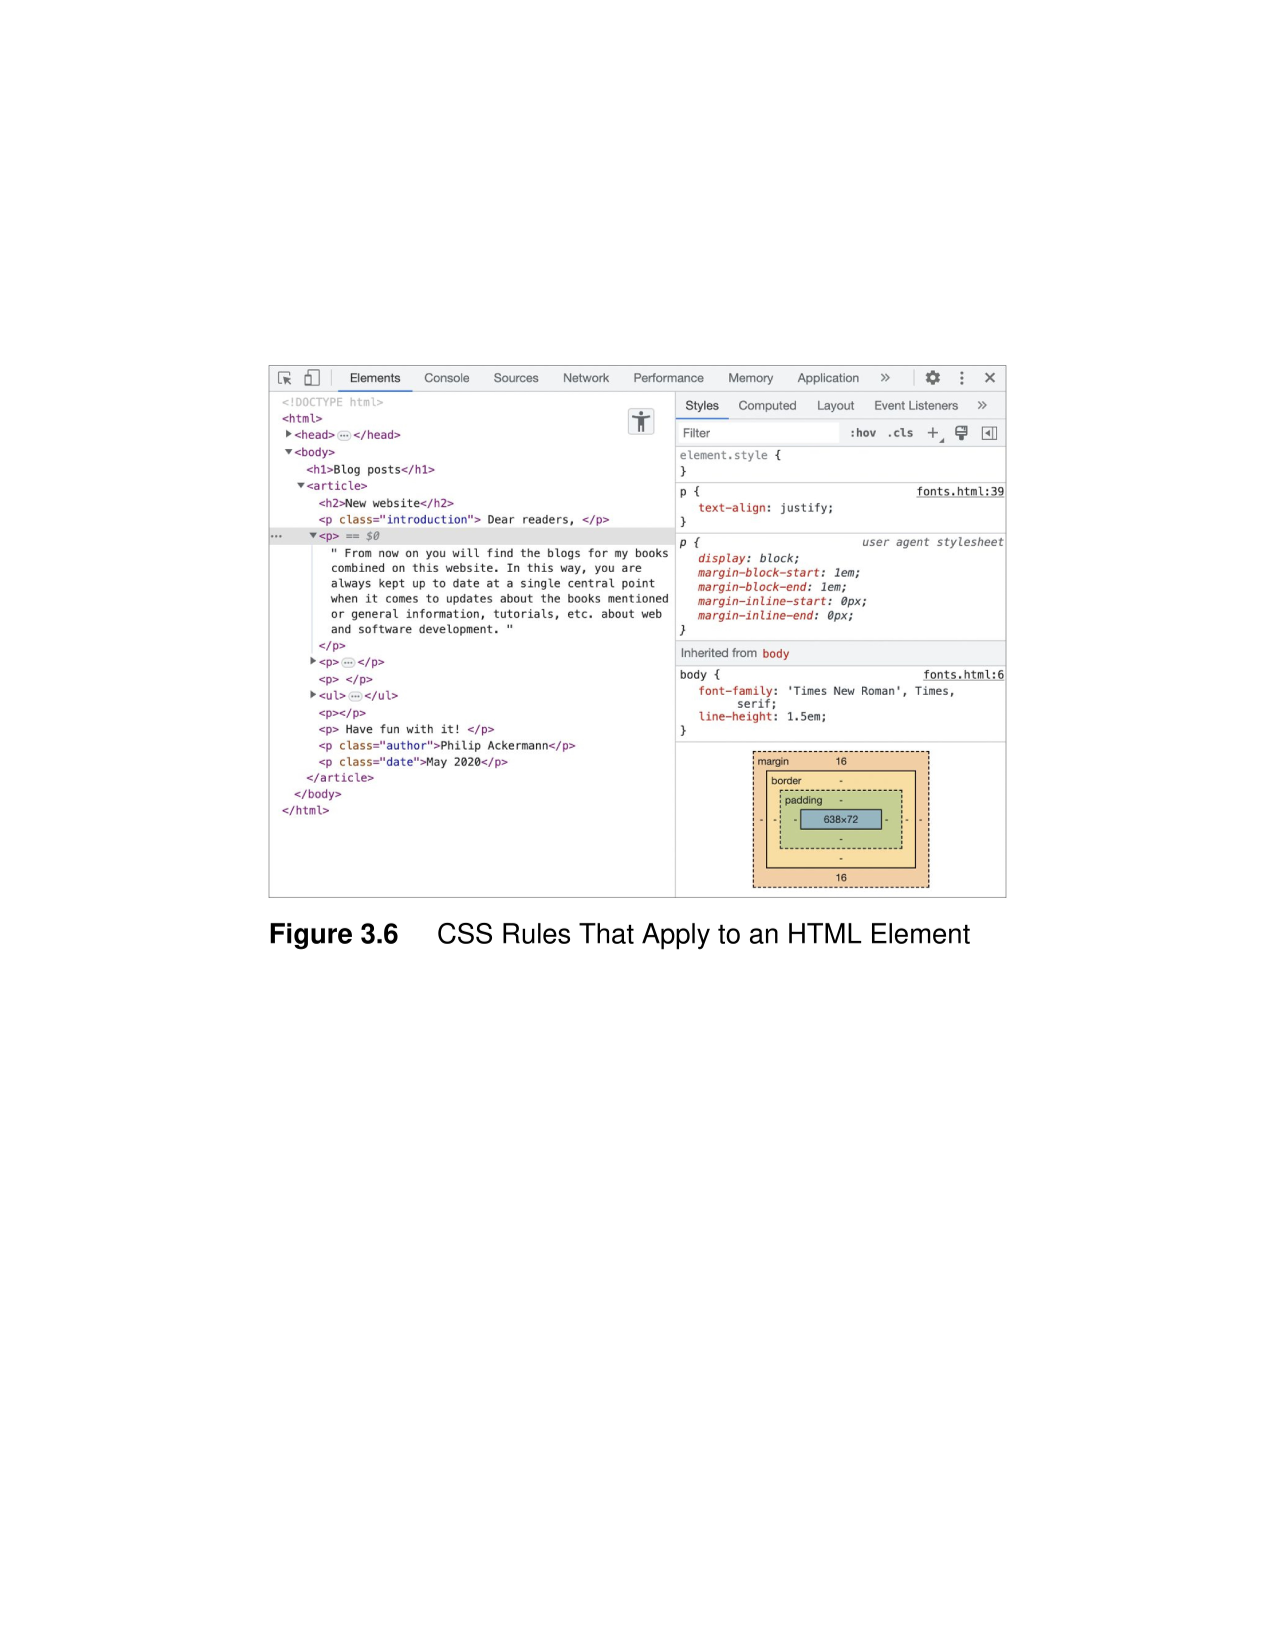 Elements Console Sources Network Performance Memory Application »
<!DOCTYPE html>
<html>
<head>…</head>
<body>
<h1>Blog posts</h1>
<article>
<h2>New website</h2>
<p class="introduction"> Dear readers, </p>
… <p> == $0
" From now on you will find the blogs for my books
combined on this website. In this way, you are
always kept up to date at a single central point
when it comes to updates about the books mentioned
or general information, tutorials, etc. about web
and software development. "
</p>
<p>…</p>
<p> </p>
<ul>…</ul>
<p></p>
<p> Have fun with it! </p>
<p class="author">Philip Ackermann</p>
<p class="date">May 2020</p>
</article>
</body>
</html>
Styles Computed Layout Event Listeners »
Filter :hov .cls +
element.style {
}
p { fonts.html:39
text-align: justify;
}
p { user agent stylesheet
display: block;
margin-block-start: 1em;
margin-block-end: 1em;
margin-inline-start: 0px;
margin-inline-end: 0px;
}
Inherited from body
body { fonts.html:6
font-family: 'Times New Roman', Times,
serif;
line-height: 1.5em;
}
margin 16
border -
padding -
- - - 638×72 - - -
-
-
16
Figure 3.6 CSS Rules That Apply to an HTML Element